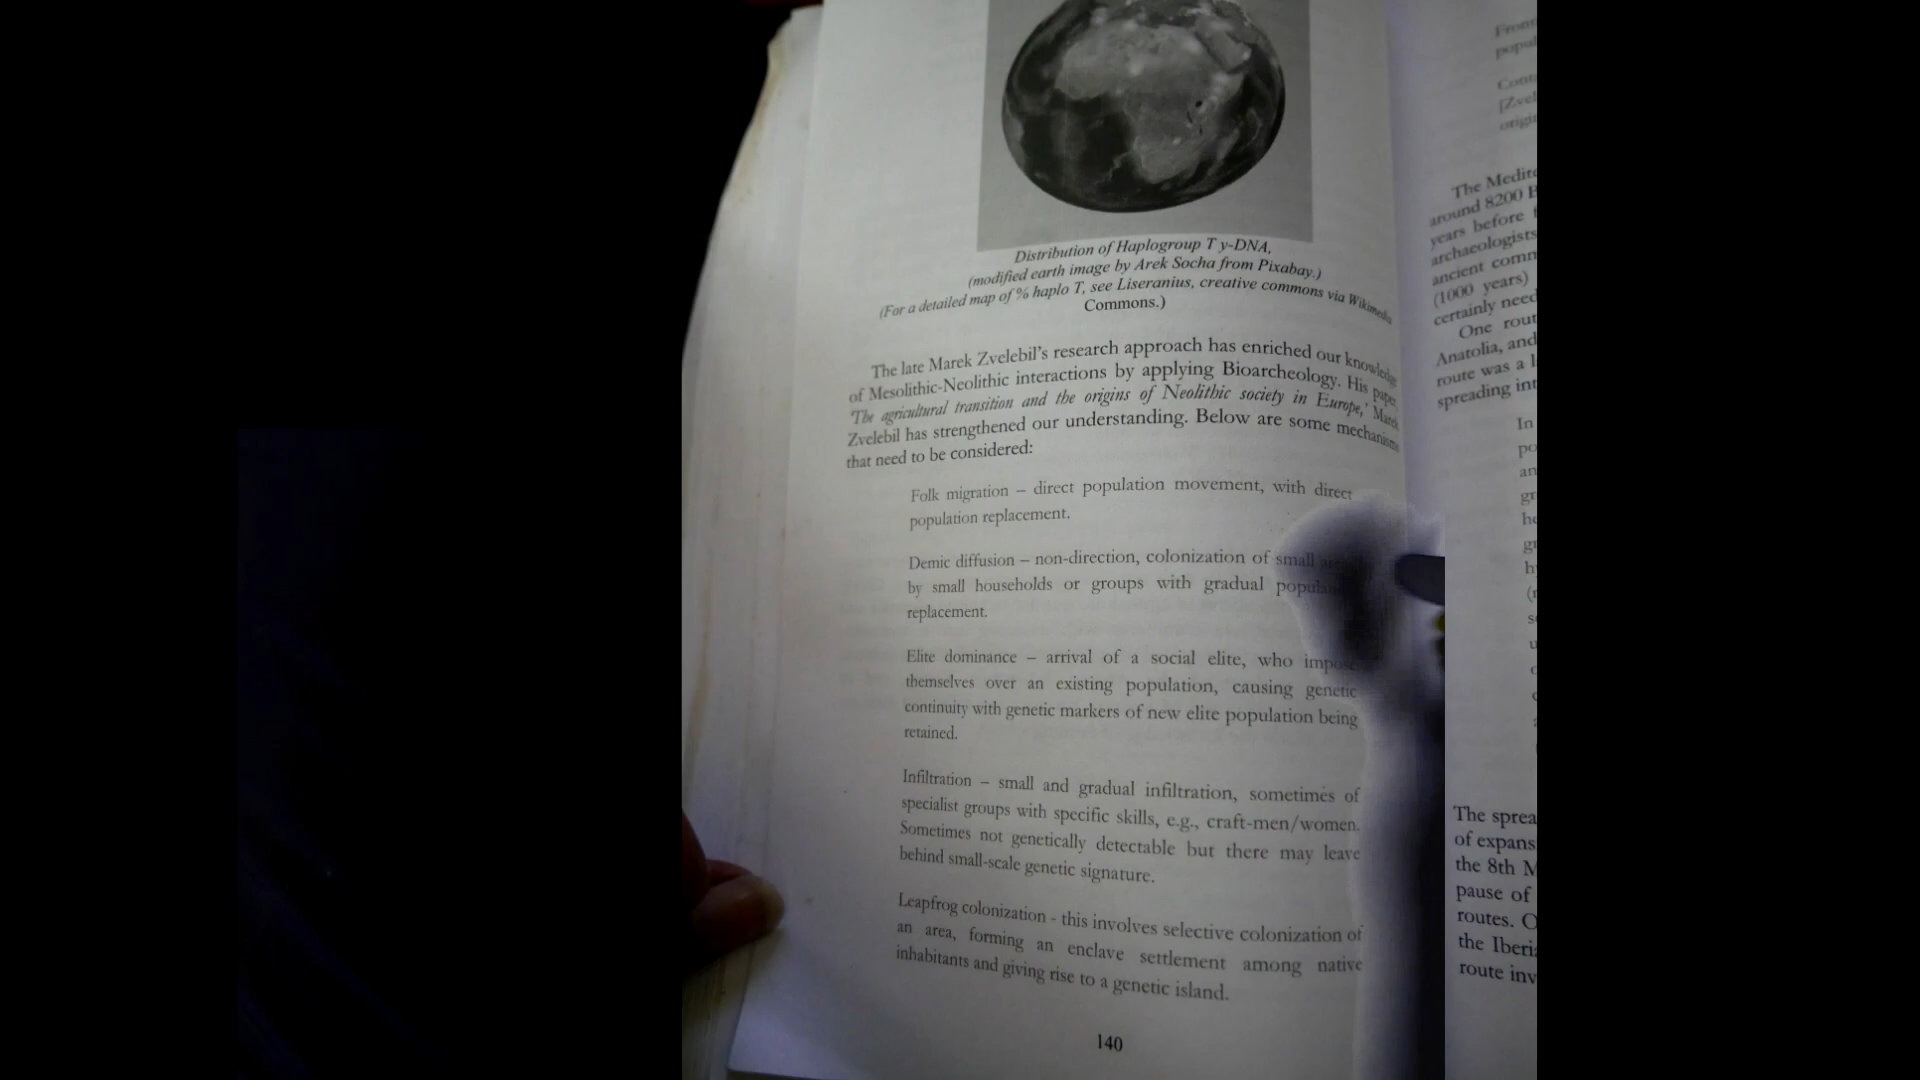 Distribution of Haplogroup T y-DNA,
(modified earth image by Arek Socha from Pixabay.)
(For a detailed map of % haplo T, see Liseranius, creative commons via Wikimedia
Commons.)
The late Marek Zvelebil's research approach has enriched our knowledge
of Mesolithic-Neolithic interactions by applying Bioarcheology. His paper
'The agricultural transition and the origins of Neolithic society in Europe,' Marek
Zvelebil has strengthened our understanding. Below are some mechanisms
that need to be considered:
Folk migration – direct population movement, with direct
population replacement.
Demic diffusion – non-direction, colonization of small
by small households or groups with gradual
replacement.
Elite dominance – arrival of a social elite, who
themselves over an existing population, causing genetic
continuity with genetic markers of new elite population being
retained.
Infiltration – small and gradual infiltration, sometimes of
specialist groups with specific skills, e.g., craft-men/women.
Sometimes not genetically detectable but there may leave
behind small-scale genetic signature.
Leapfrog colonization - this involves selective colonization of
an area, forming an enclave settlement among native
inhabitants and giving rise to a genetic island.
140
The
around 8200
years before
archaeologists
ancient
(1000 years)
certainly need
One
Anatolia, and
route was a
spreading
In
The
of
the 8th
pause of
routes.
the
route